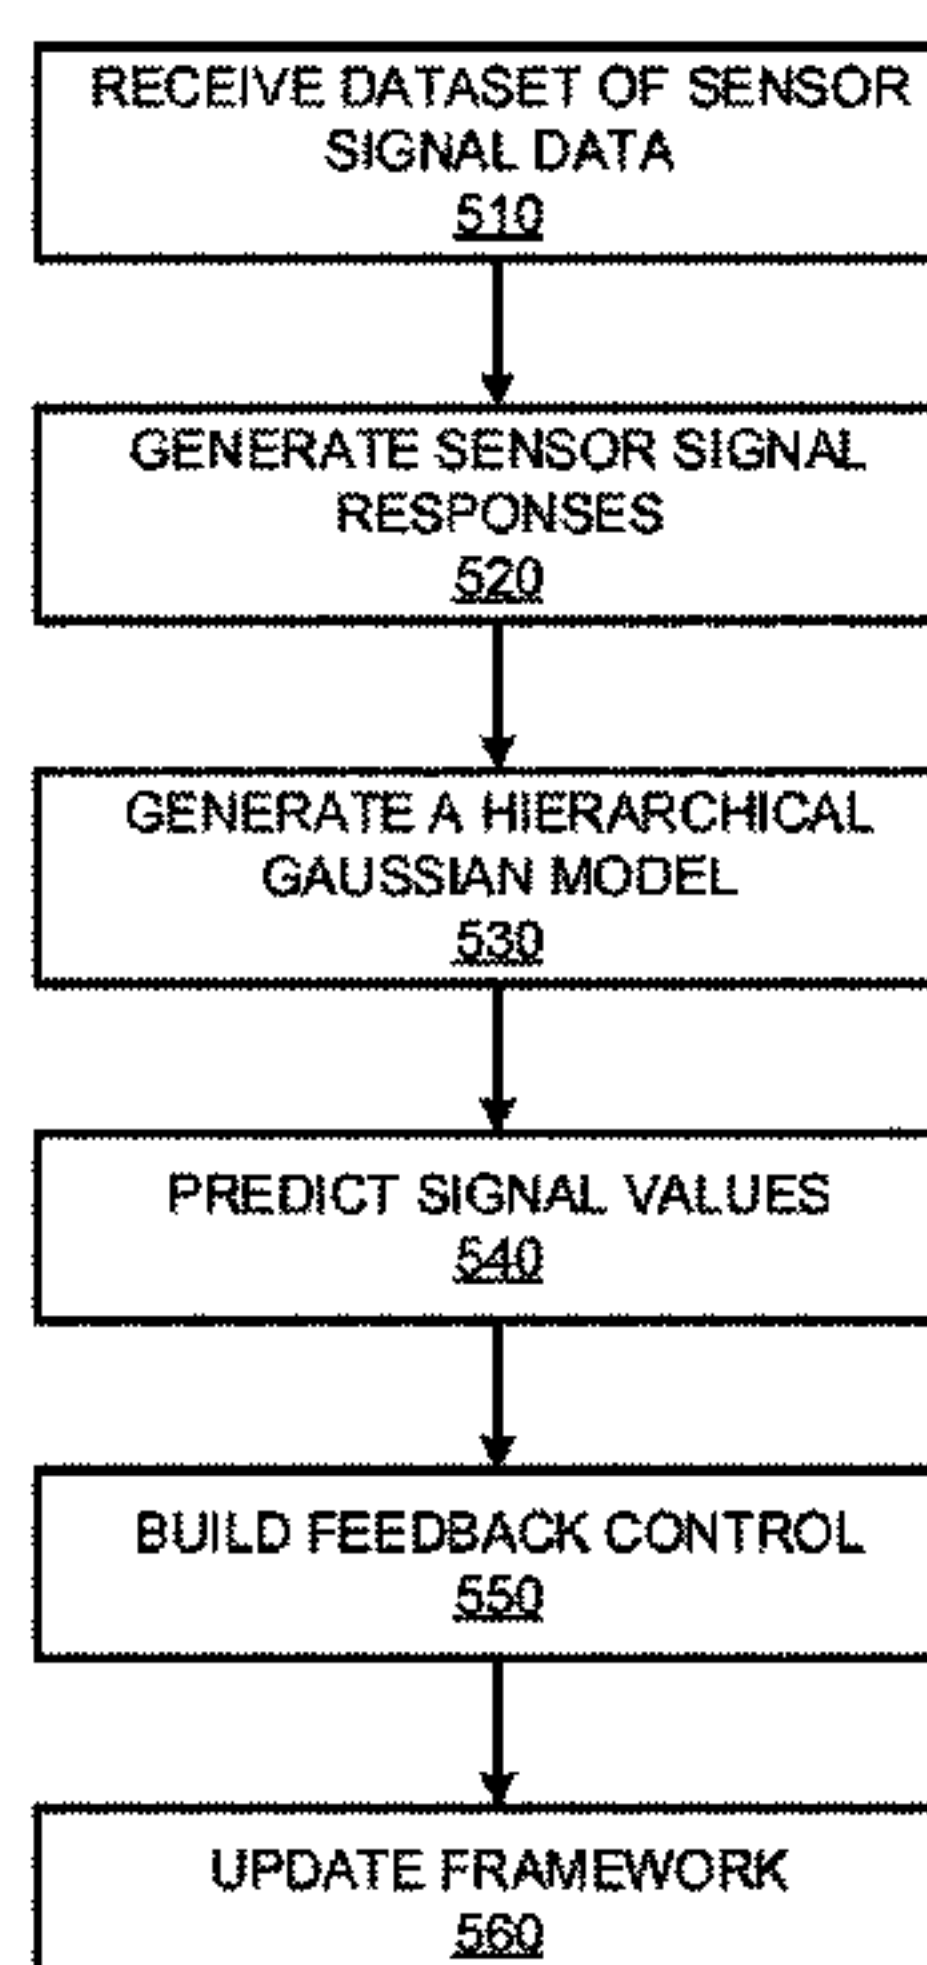 RECEIVE DATASET OF SENSOR
SIGNAL DATA
510
GENERATE SENSOR SIGNAL
RESPONSES
520
GENERATE A HIERARCHICAL
GAUSSIAN MODEL
530
PREDICT SIGNAL VALUES
540
BUILD FEEDBACK CONTROL
550
UPDATE FRAMEWORK
560